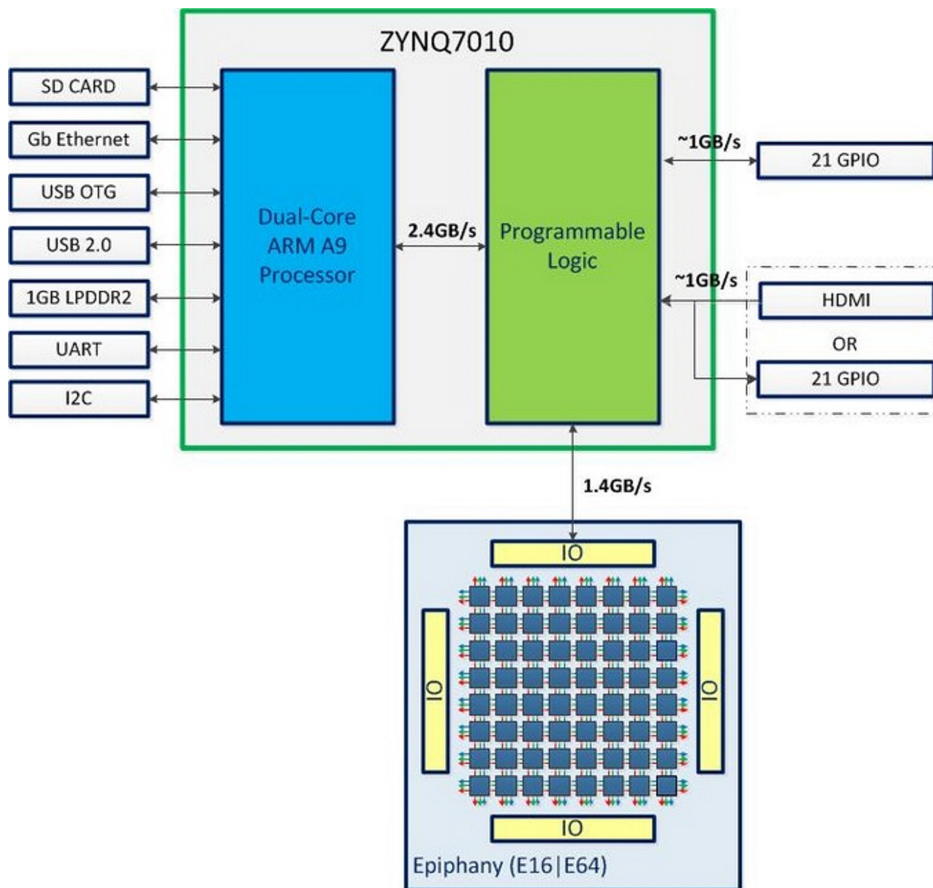 ZYNQ7010
SD CARD
Gb Ethernet
USB OTG
USB 2.0
1GB LPDDR2
UART
I2C
Dual-Core
ARM A9
Processor
2.4GB/s
Programmable
Logic
~1GB/s
21 GPIO
~1GB/s
HDMI
OR
21 GPIO
1.4GB/s
IO
IO
IO
IO
Epiphany (E16|E64)